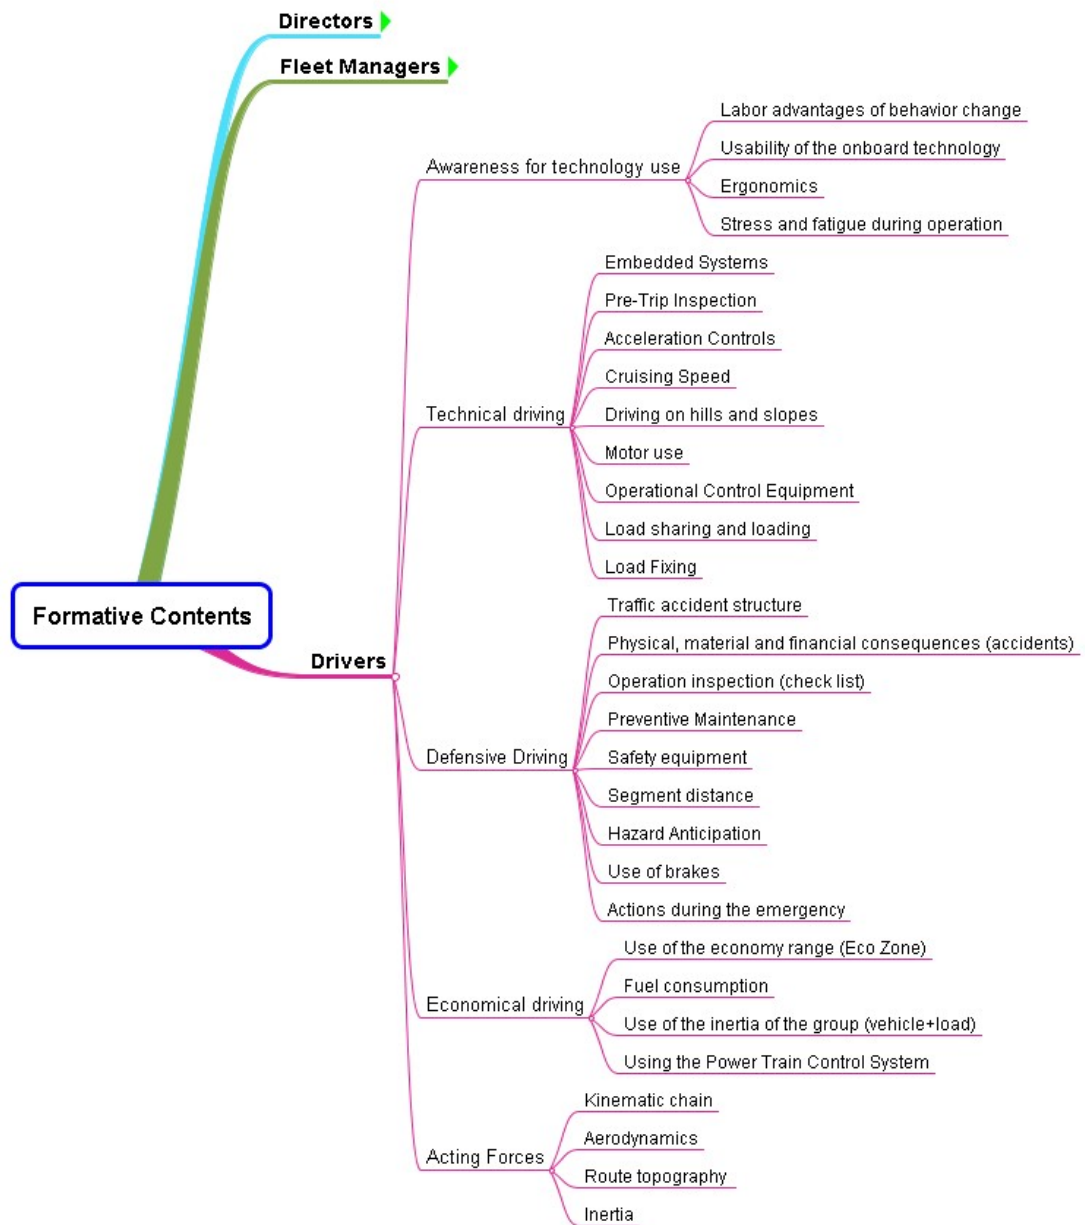 Directors
Fleet Managers
Formative Contents
Drivers
Awareness for technology use
Labor advantages of behavior change
Usability of the onboard technology
Ergonomics
Stress and fatigue during operation
Technical driving
Embedded Systems
Pre-Trip Inspection
Acceleration Controls
Cruising Speed
Driving on hills and slopes
Motor use
Operational Control Equipment
Load sharing and loading
Load Fixing
Defensive Driving
Traffic accident structure
Physical, material and financial consequences (accidents)
Operation inspection (check list)
Preventive Maintenance
Safety equipment
Segment distance
Hazard Anticipation
Use of brakes
Actions during the emergency
Economical driving
Use of the economy range (Eco Zone)
Fuel consumption
Use of the inertia of the group (vehicle+load)
Using the Power Train Control System
Acting Forces
Kinematic chain
Aerodynamics
Route topography
Inertia